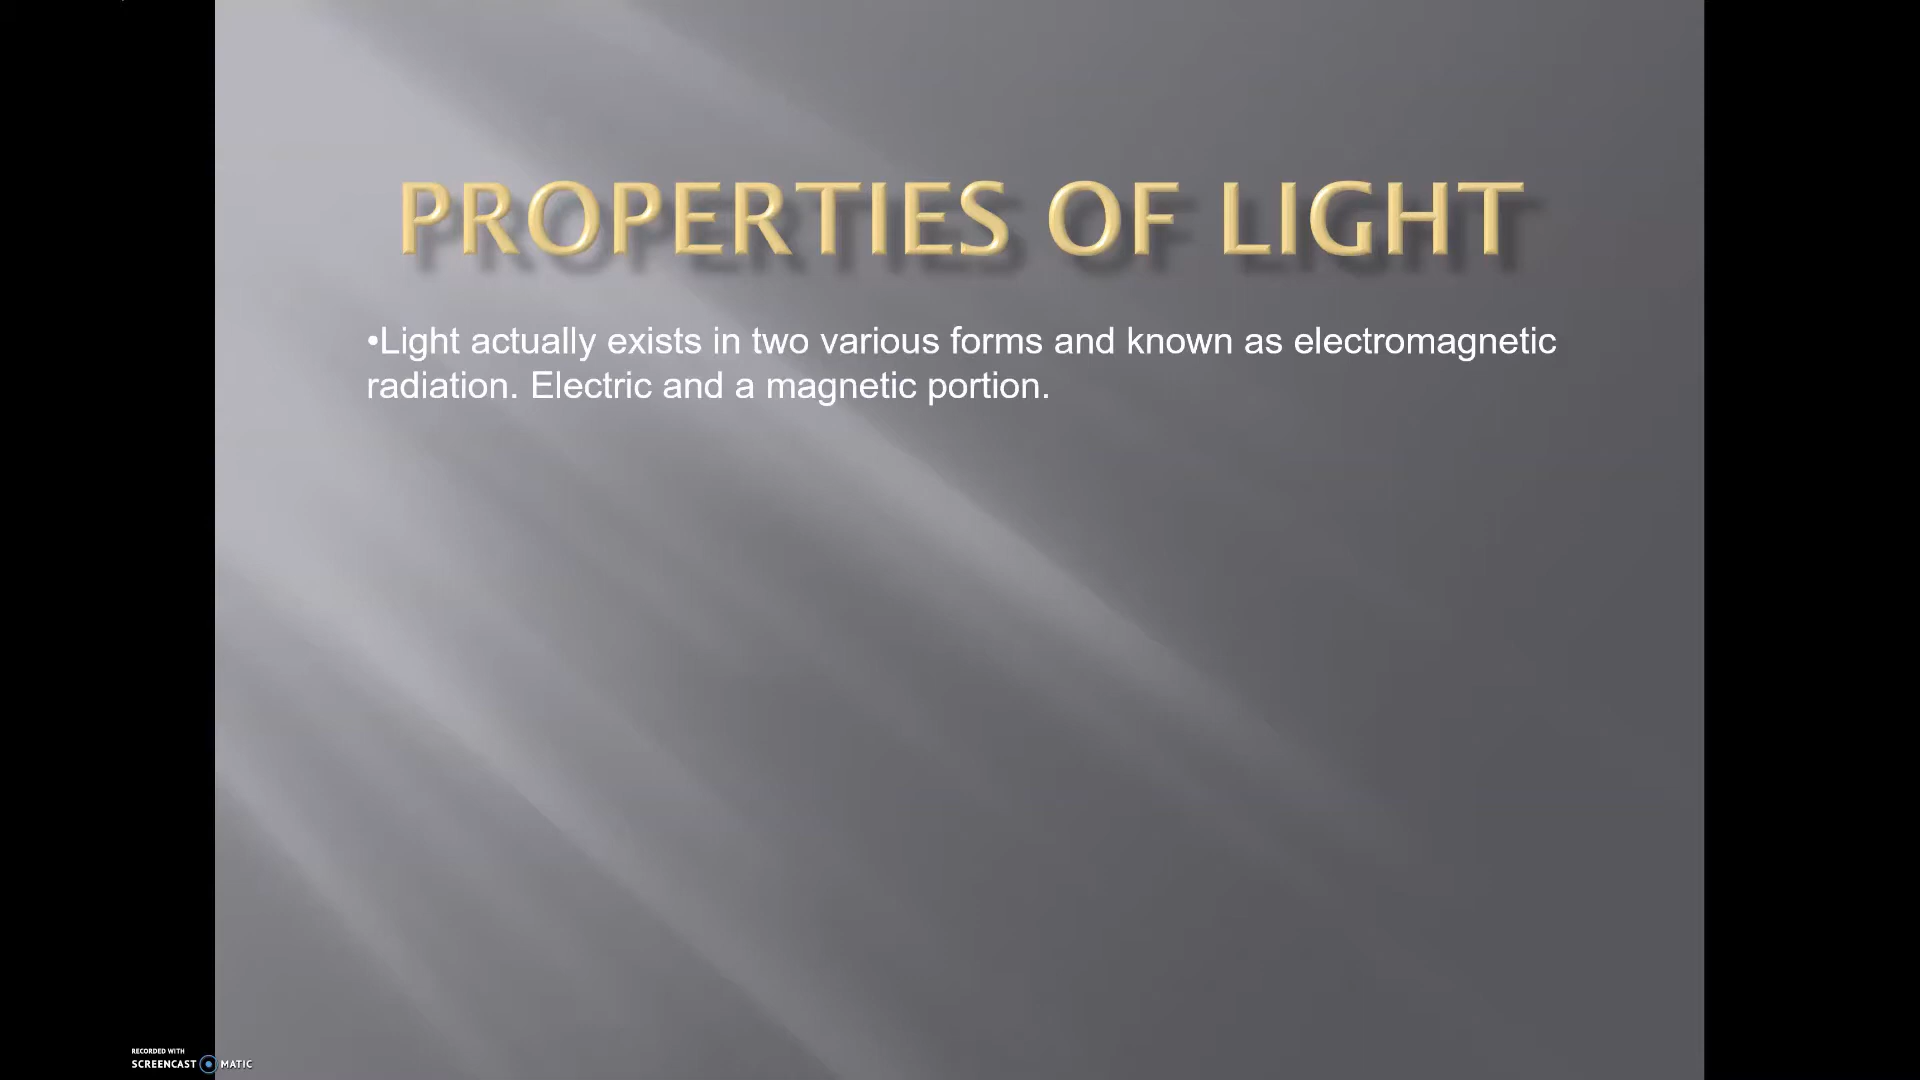 PROPERTIES OF LIGHT
•Light actually exists in two various forms and known as electromagnetic
radiation. Electric and a magnetic portion.
RECORDED WITH
SCREENCAST MATIC